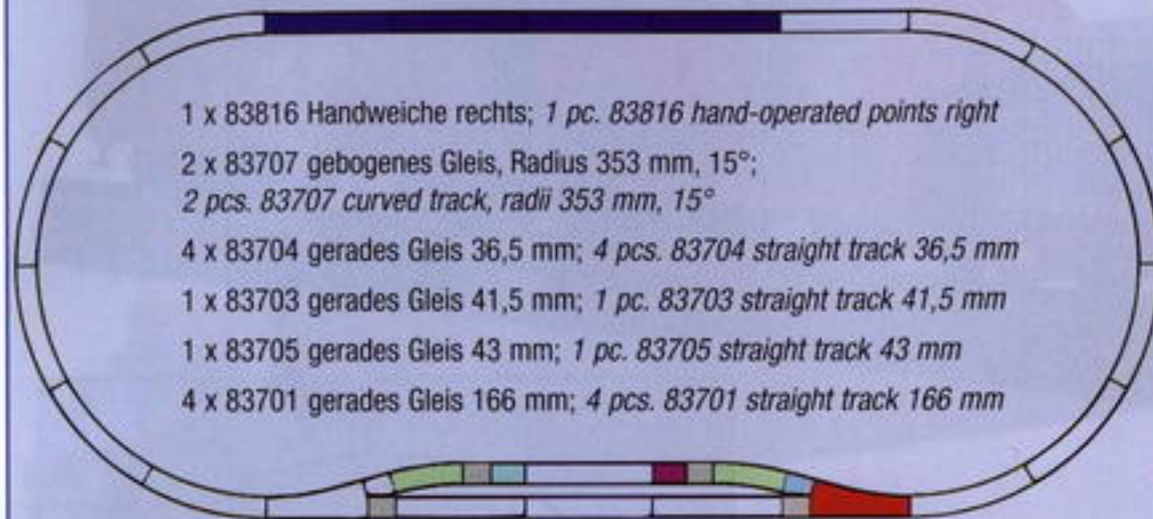 1 x 83816 Handweiche rechts; 1 pc. 83816 hand-operated points right
2 x 83707 gebogenes Gleis, Radius 353 mm, 15°;
2 pcs. 83707 curved track, radii 353 mm, 15°
4 x 83704 gerades Gleis 36,5 mm; 4 pcs. 83704 straight track 36,5 mm
1 x 83703 gerades Gleis 41,5 mm; 1 pc. 83703 straight track 41,5 mm
1 x 83705 gerades Gleis 43 mm; 1 pc. 83705 straight track 43 mm
4 x 83701 gerades Gleis 166 mm; 4 pcs. 83701 straight track 166 mm